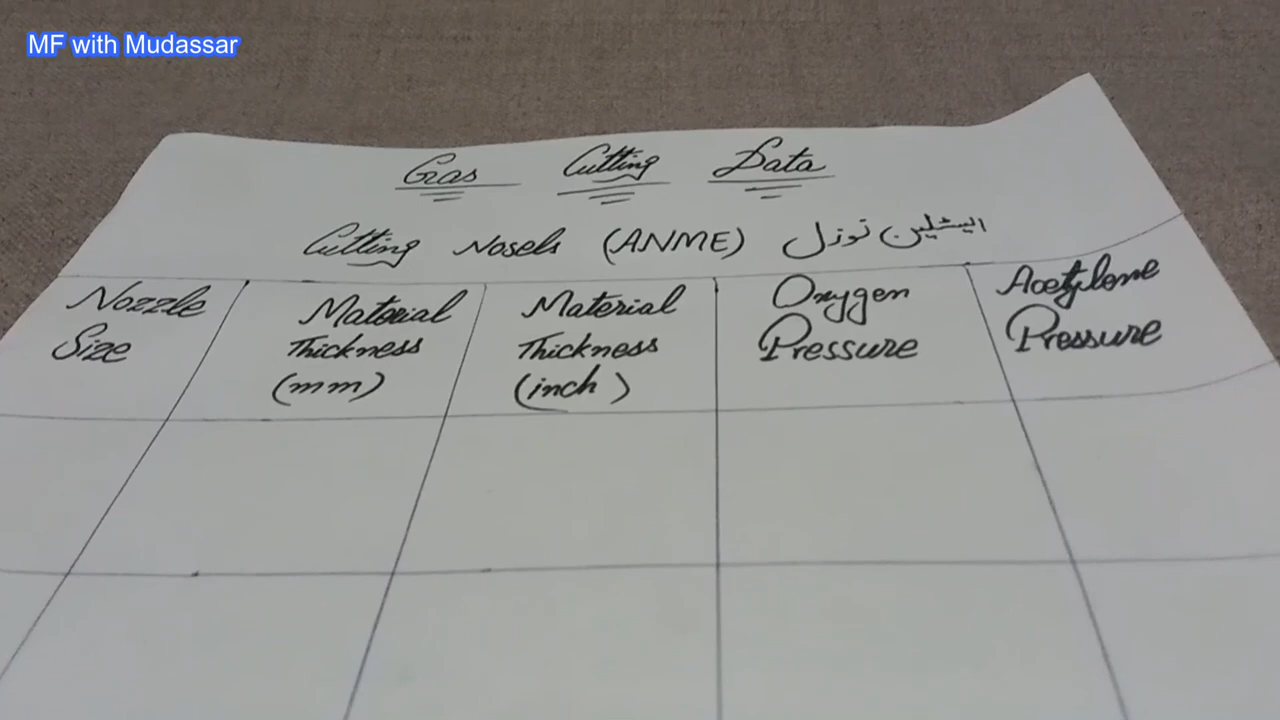 MF with Mudassar
Gas Cutting Data
Cutting Nosels (ANME) ایسٹلین نوزل
Nozzle Size
Material Thickness (mm)
Material Thickness (inch)
Oxygen Pressure
Acetylene Pressure